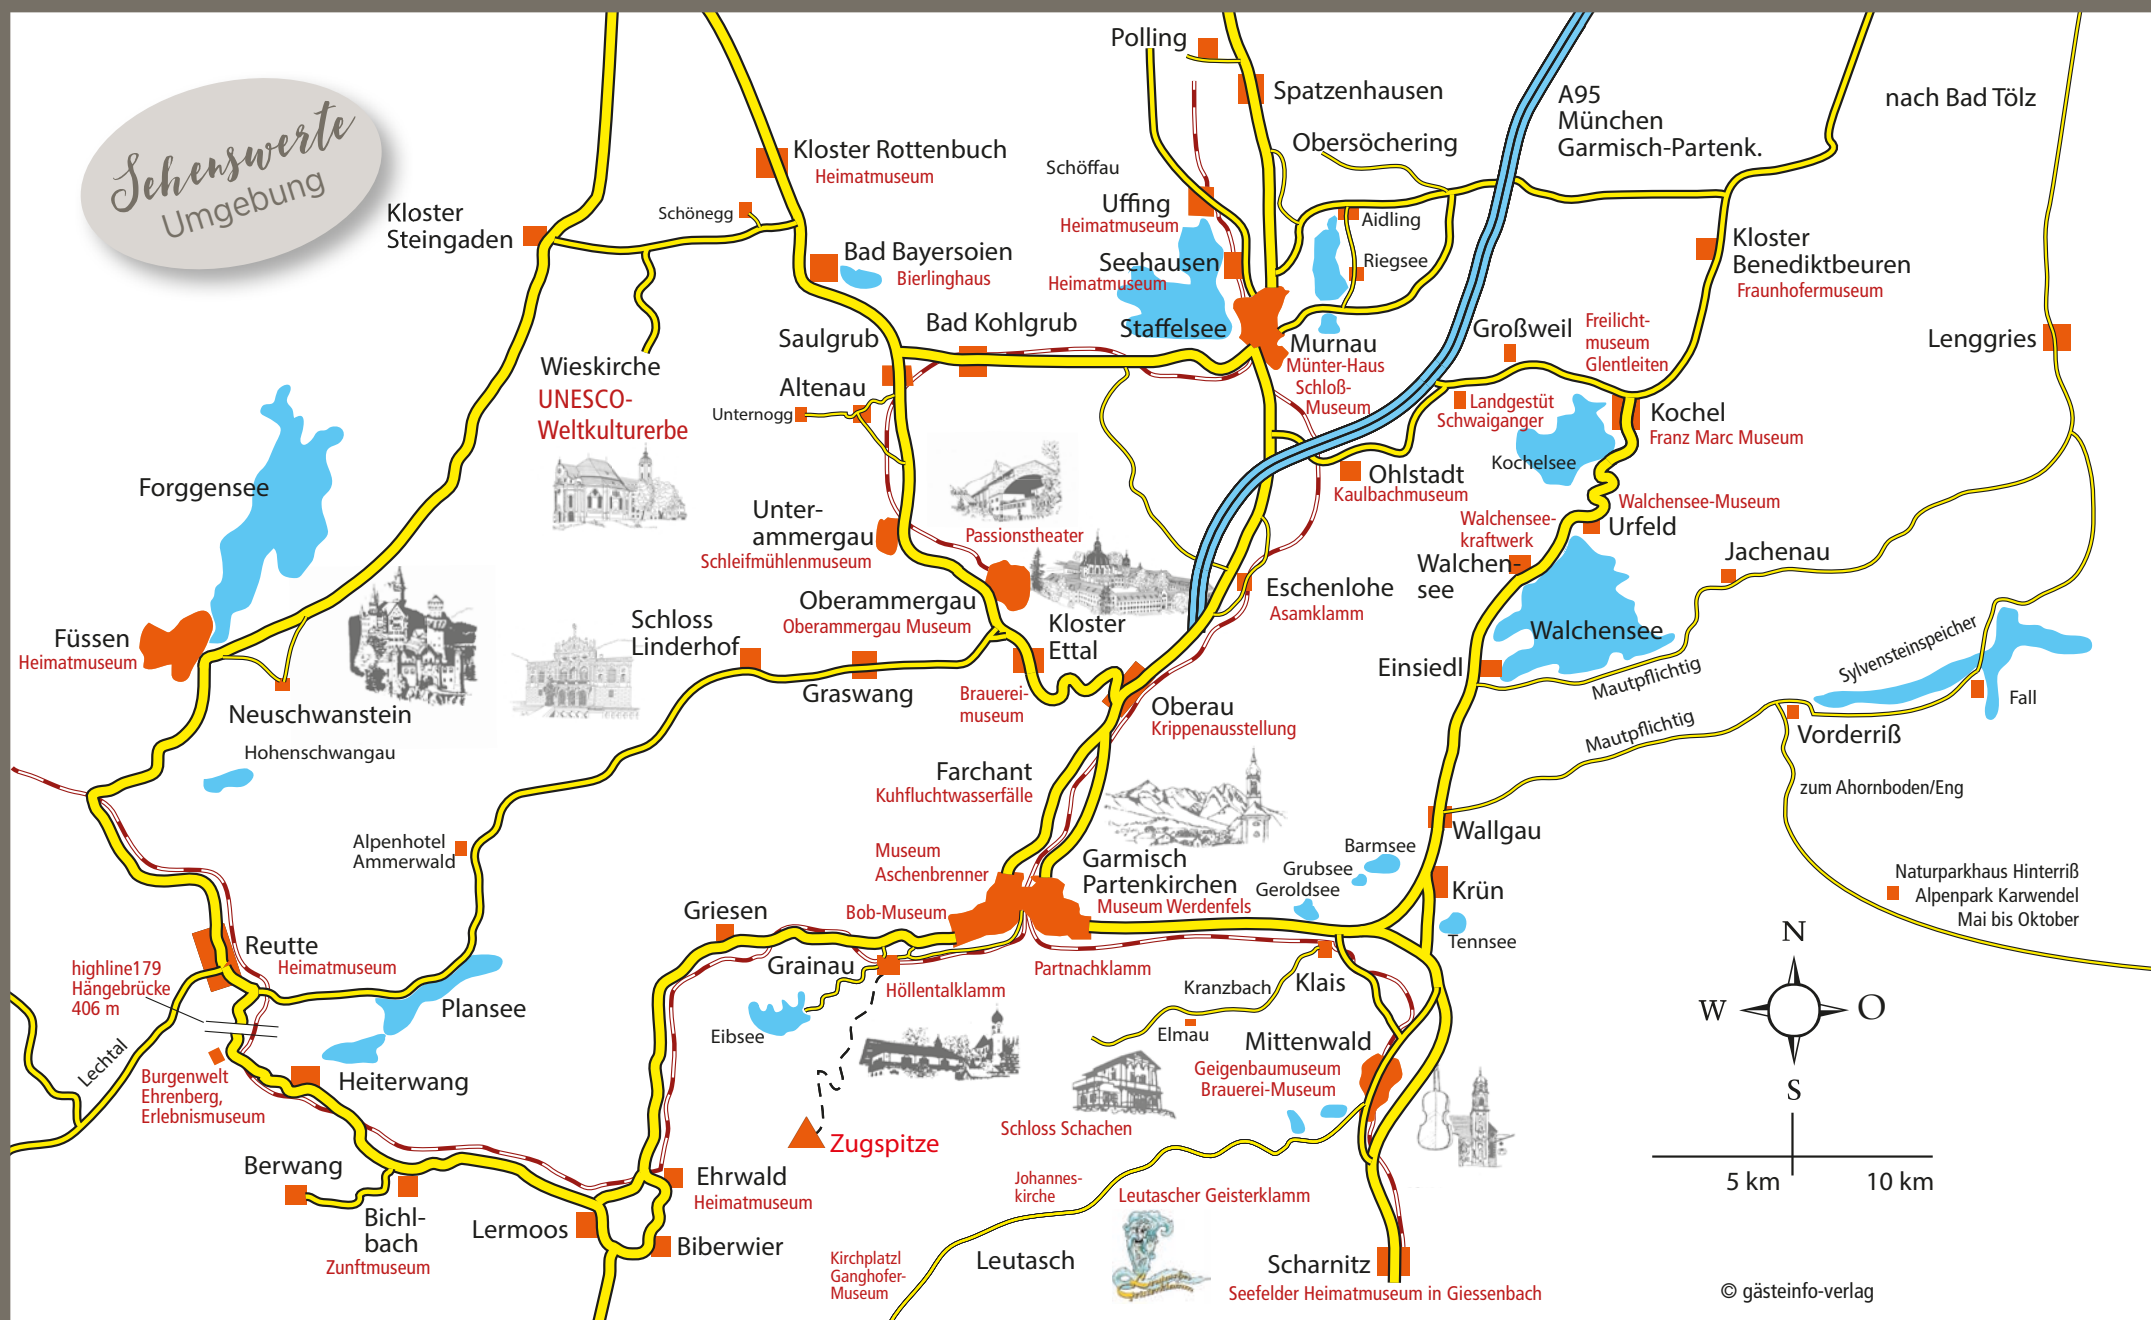 Sehenswerte
Umgebung
Polling
Spatzenhausen
A95
München
Garmisch-Partenk.
nach Bad Tölz
Obersöchering
Schöffau
Kloster Rottenbuch
Heimatmuseum
Uffing
Heimatmuseum
Aidling
Schönegg
Kloster
Steingaden
Bad Bayersoien
Bierlinghaus
Seehausen
Heimatmuseum
Riegsee
Kloster
Benediktbeuren
Fraunhofermuseum
Saulgrub
Bad Kohlgrub
Staffelsee
Murnau
Münter-Haus
Schloß-
Museum
Großweil
Freilicht-
museum
Glentleiten
Lenggries
Wieskirche
UNESCO-
Weltkulturerbe
Altenau
Unternogg
Landgestüt
Schwaiganger
Kochel
Franz Marc Museum
Kochelsee
Ohlstadt
Kaulbachmuseum
Forggensee
Unter-
ammergau
Schleifmühlenmuseum
Passionstheater
Walchensee-Museum
Urfeld
Walchensee-
kraftwerk
Walchen-
see
Jachenau
Eschenlohe
Asamklamm
Oberammergau
Oberammergau Museum
Schloss
Linderhof
Kloster
Ettal
Walchensee
Sylvensteinspeicher
Füssen
Heimatmuseum
Einsiedl
Mautpflichtig
Graswang
Brauerei-
museum
Oberau
Krippenausstellung
Fall
Neuschwanstein
Hohenschwangau
Mautpflichtig
Vorderriß
zum Ahornboden/Eng
Farchant
Kuhfluchtwasserfälle
Wallgau
Alpenhotel
Ammerwald
Museum
Aschenbrenner
Garmisch
Partenkirchen
Museum Werdenfels
Barmsee
Grubsee
Geroldsee
Krün
Tennsee
Naturparkhaus Hinterriß
Alpenpark Karwendel
Mai bis Oktober
Griesen
Bob-Museum
Reutte
Heimatmuseum
highline179
Hängebrücke
406 m
Grainau
Höllentalklamm
Partnachklamm
Klais
Kranzbach
Elmau
Plansee
Eibsee
N
W
O
S
Lechtal
Burgenwelt
Ehrenberg,
Erlebnismuseum
Heiterwang
Mittenwald
Geigenbaumuseum
Brauerei-Museum
Schloss Schachen
Zugspitze
Berwang
Ehrwald
Heimatmuseum
Johannes-
kirche
Leutascher Geisterklamm
5 km
10 km
Bichl-
bach
Zunftmuseum
Lermoos
Biberwier
Kirchplatzl
Ganghofer-
Museum
Leutasch
Scharnitz
Seefelder Heimatmuseum in Giessenbach
© gästeinfo-verlag